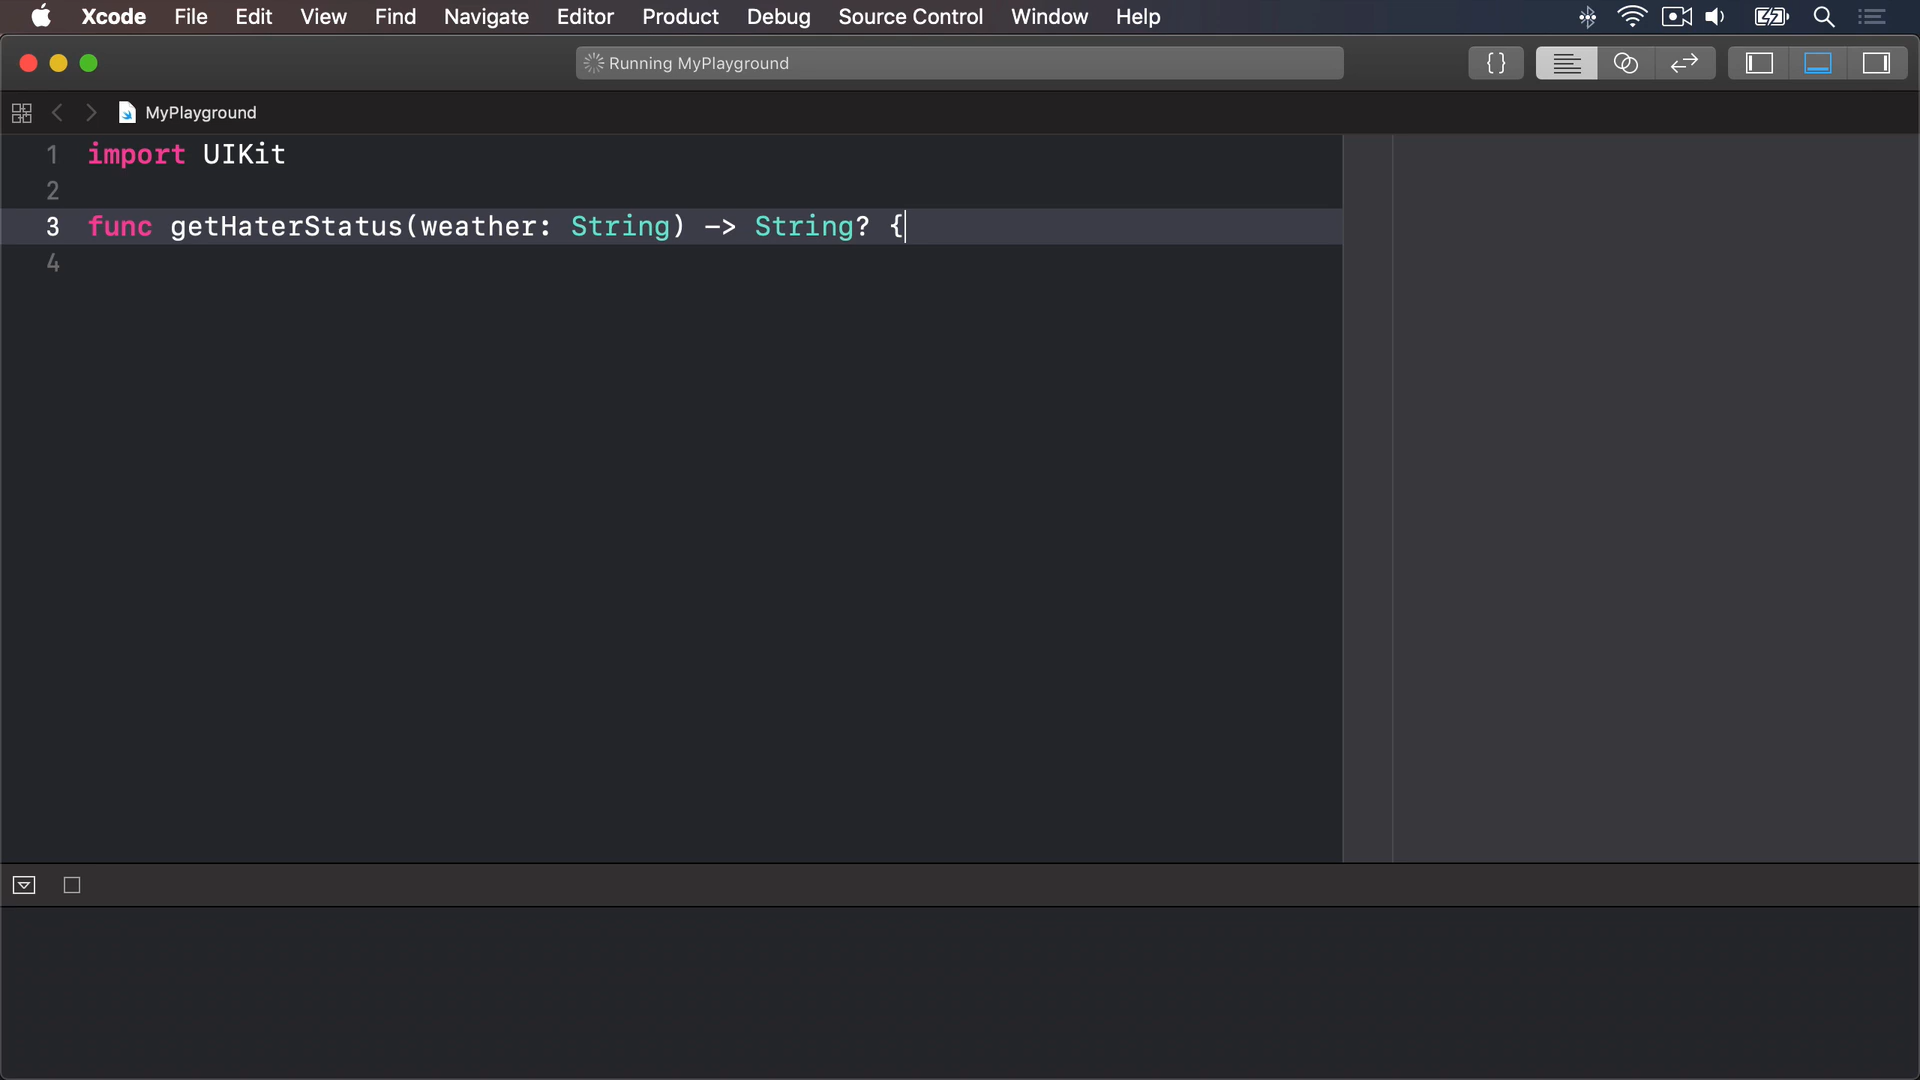 Xcode File Edit View Find Navigate Editor Product Debug Source Control Window Help
Running MyPlayground
{}
MyPlayground
1 import UIKit
2
3 func getHaterStatus(weather: String) -> String? {
4